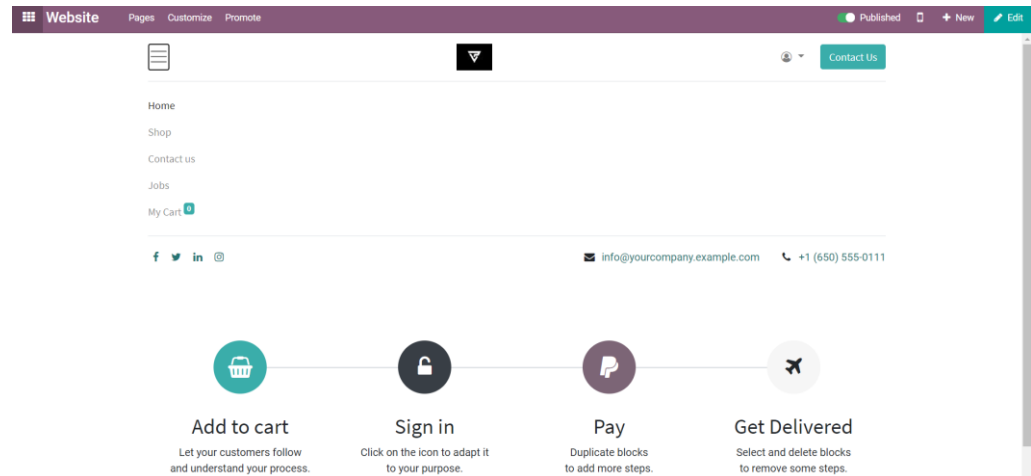 Website Pages Customize Promote Published + New Edit
Contact Us
Home
Shop
Contact us
Jobs
My Cart 0
info@yourcompany.example.com +1 (650) 555-0111
Add to cart Sign in Pay Get Delivered
Let your customers follow Click on the icon to adapt it Duplicate blocks Select and delete blocks
and understand your process. to your purpose. to add more steps. to remove some steps.